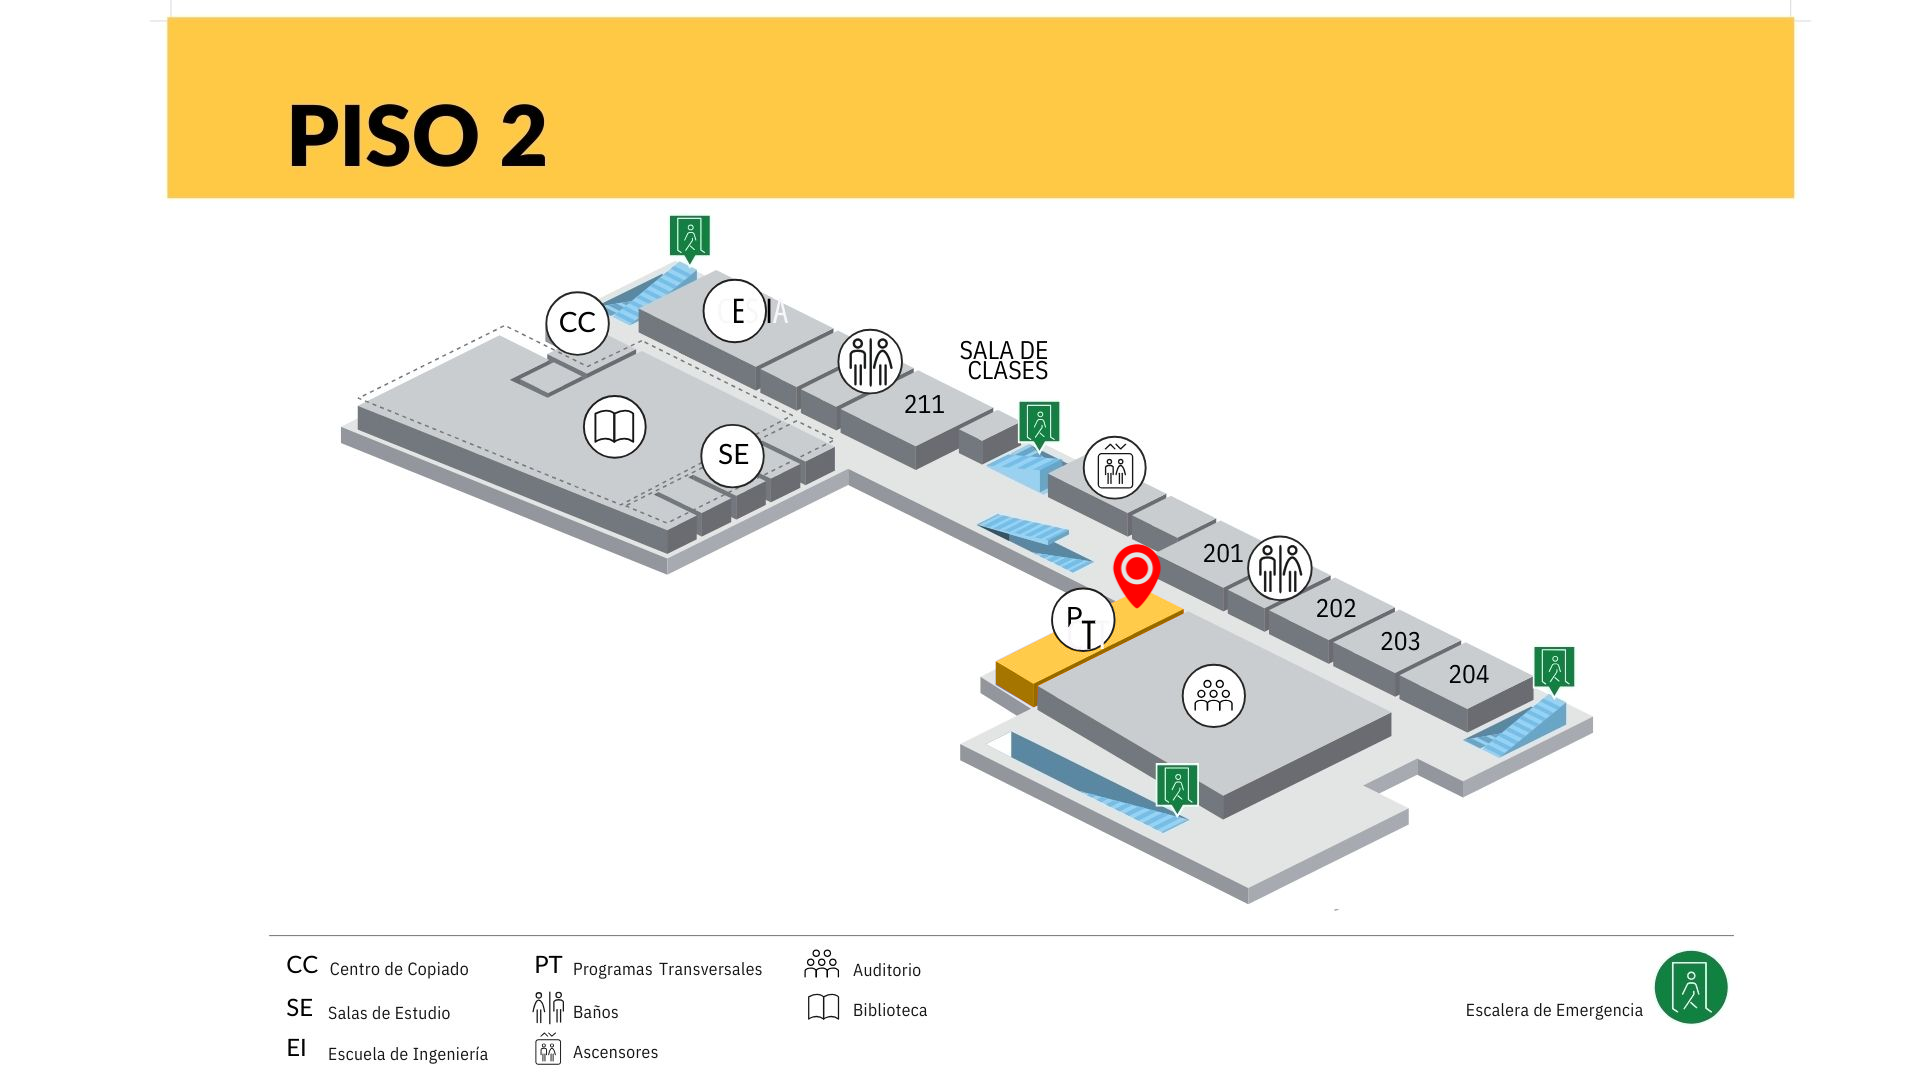 PISO 2
CC
E I
SALA DE
CLASES
211
SE
201
PT
202
203
204
CC Centro de Copiado
SE Salas de Estudio
EI Escuela de Ingeniería
PT Programas Transversales
Baños
Ascensores
Auditorio
Biblioteca
Escalera de Emergencia